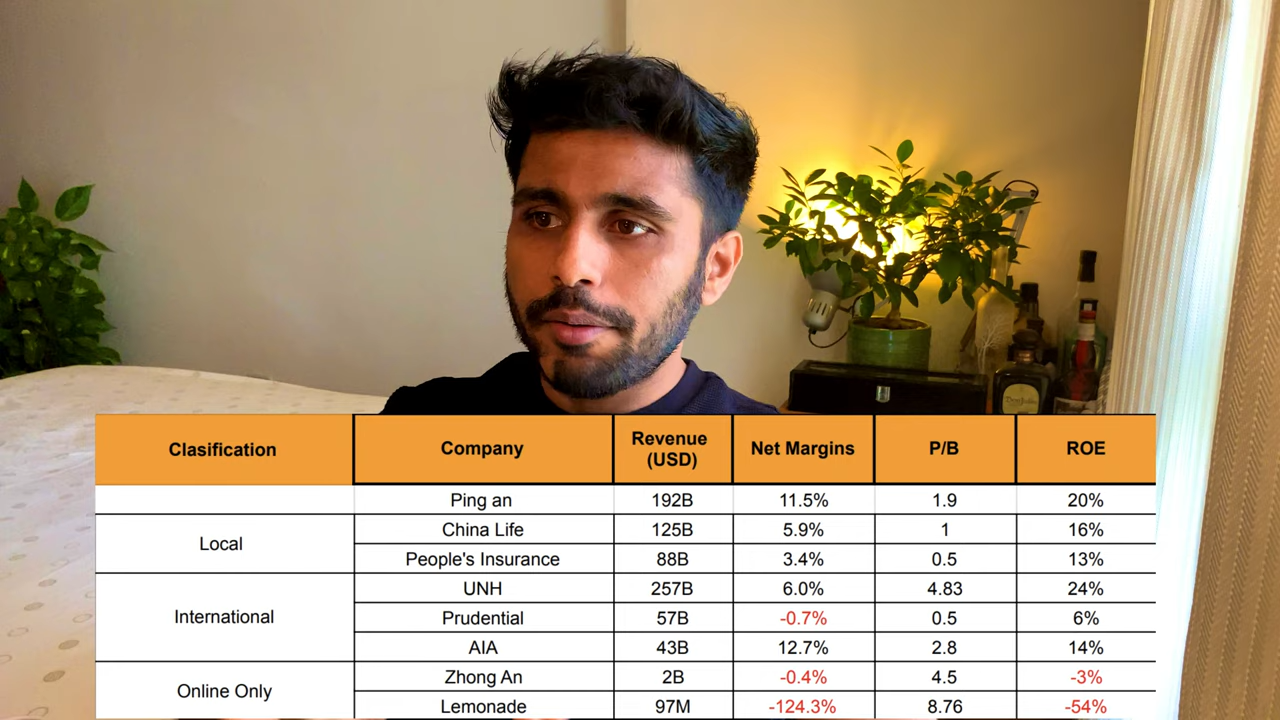 Clasification Company Revenue (USD) Net Margins P/B ROE
Ping an 192B 11.5% 1.9 20%
Local China Life 125B 5.9% 1 16%
People's Insurance 88B 3.4% 0.5 13%
International UNH 257B 6.0% 4.83 24%
Prudential 57B -0.7% 0.5 6%
AIA 43B 12.7% 2.8 14%
Online Only Zhong An 2B -0.4% 4.5 -3%
Lemonade 97M -124.3% 8.76 -54%